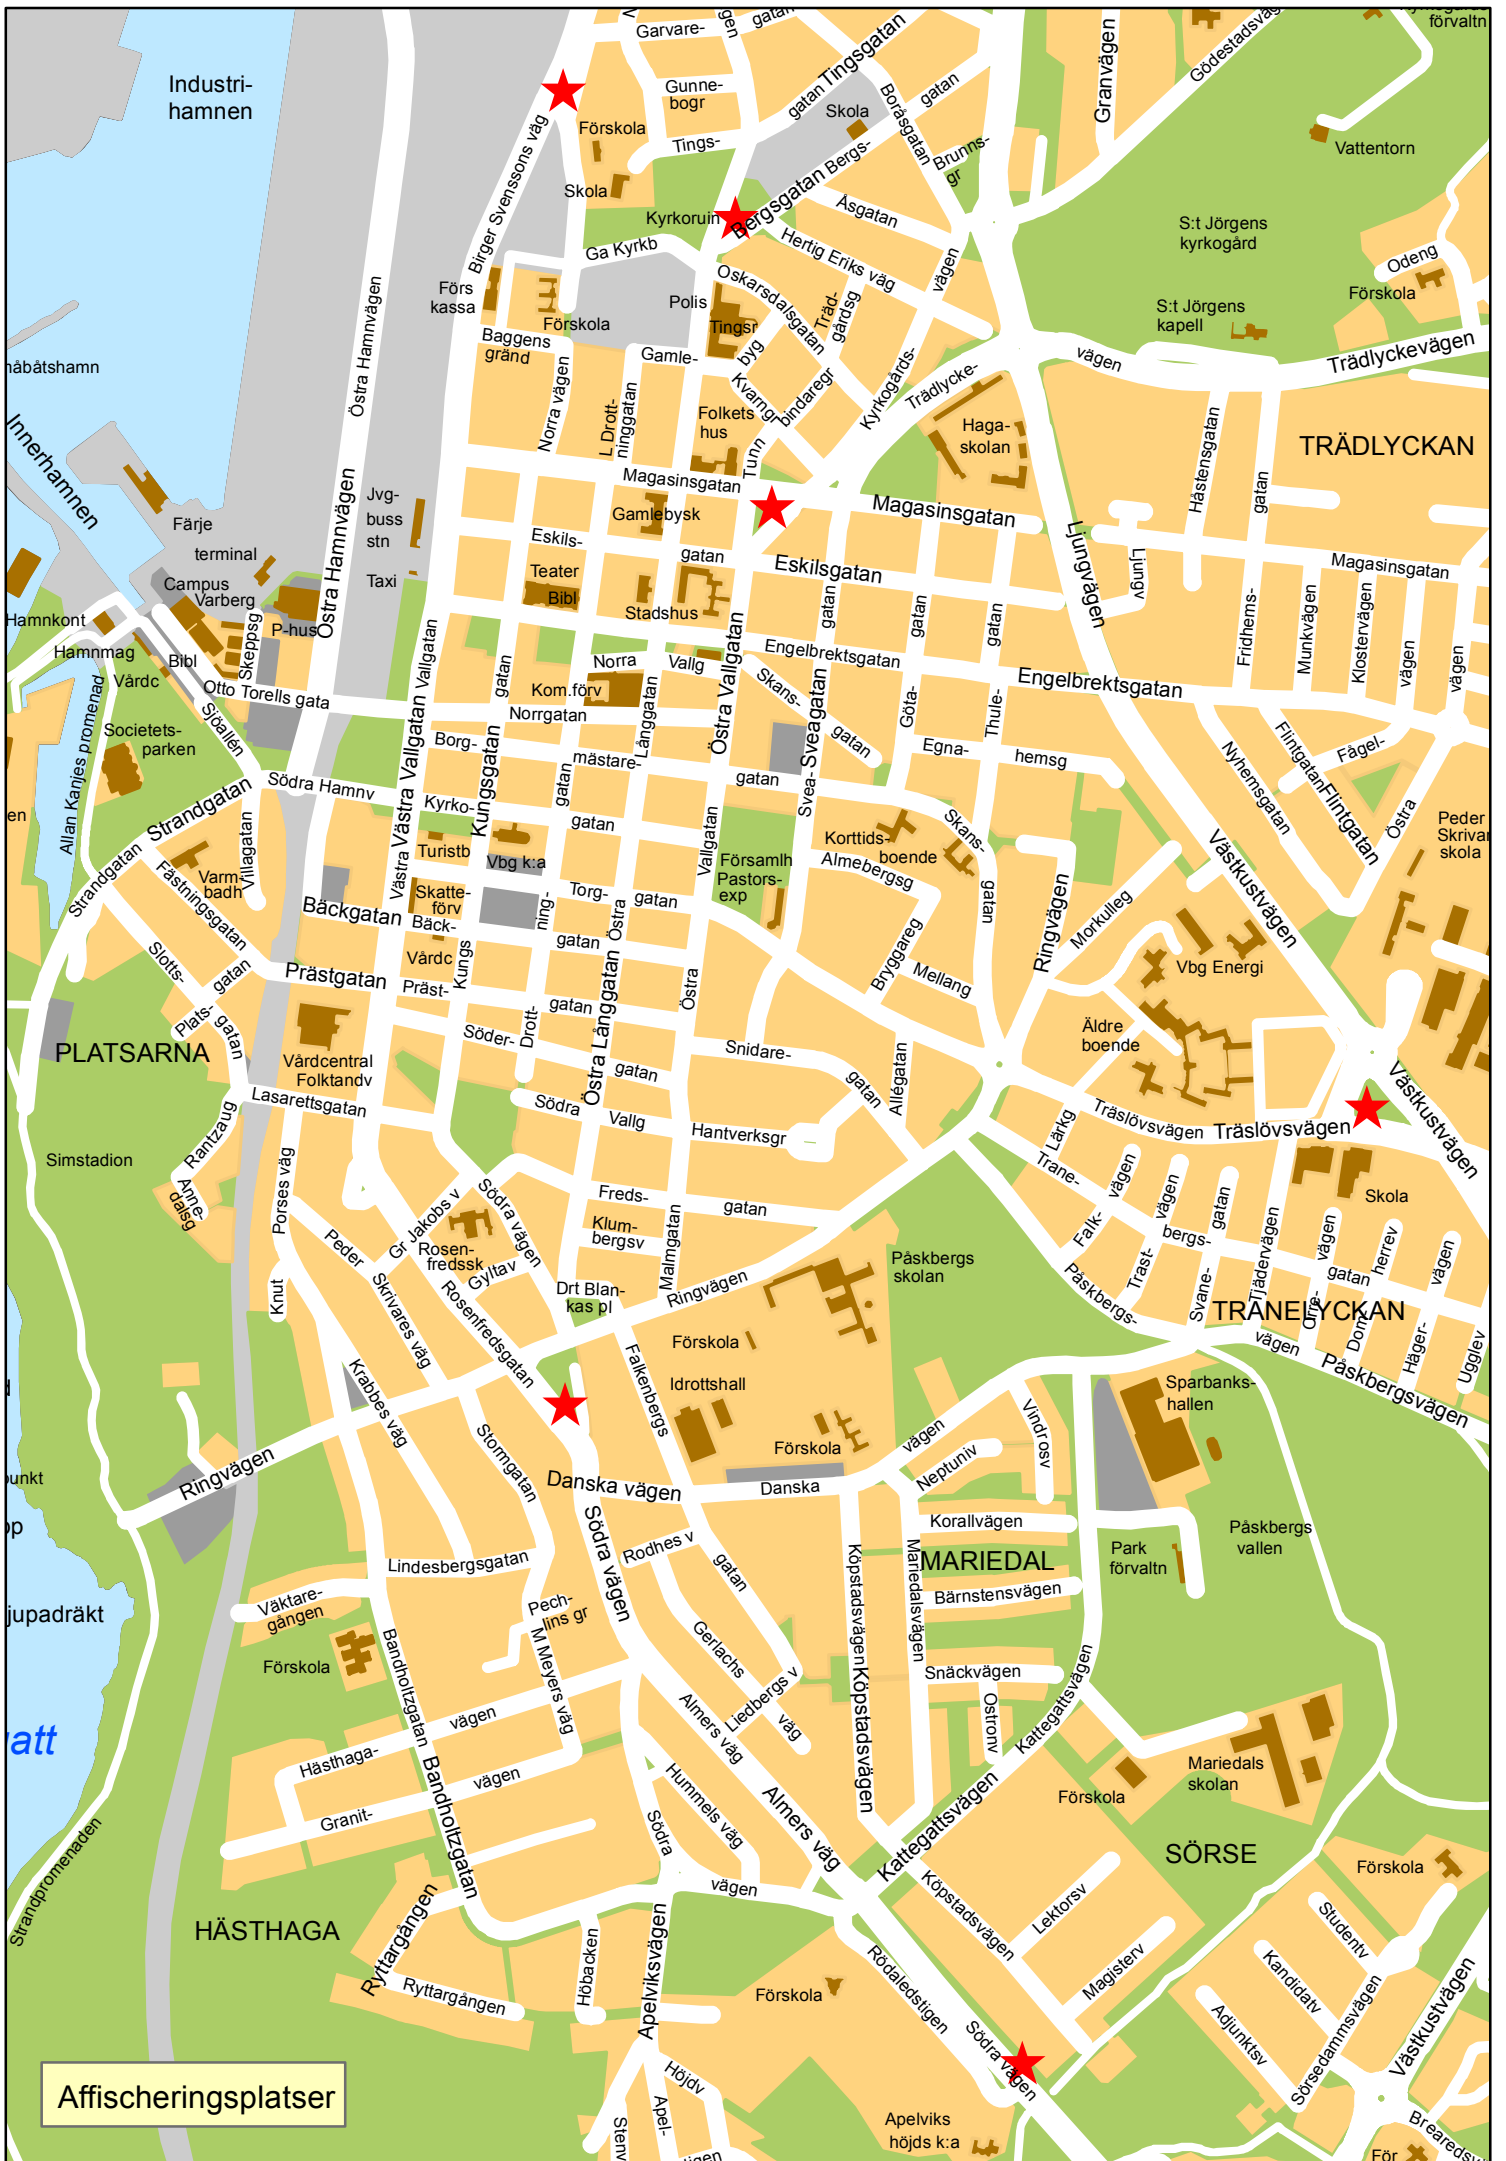 Garvare-
gatan
förvaltn
Industri-
hamnen
Gunne-
bogr
gatan Tingsgatan
Granvägen
Gödestadsväg
Skola
Boråsgatan
gatan
Förskola
Tings-
Vattentorn
Birger Svenssons väg
Bergsgatan
Bergs-
Brunns-
gr
Skola
Kyrkoruin
Åsgatan
S:t Jörgens
kyrkogård
Hertig Eriks väg
Ga Kyrkb
vägen
Odeng
Förskola
Östra Hamnvägen
Förs
kassa
Förskola
Polis
Tingsr
Oskarsdalsgatan
Träd-
gårdsg
S:t Jörgens
kapell
Baggens
gränd
Gamle-
byg
vägen
Trädlyckevägen
Norra vägen
L Drott-
ninggatan
Kvarngr
Tunn
bindaregr
Kyrkogårds-
Trädlycke-
Folkets
hus
Haga-
skolan
Hästensgatan
gatan
TRÄDLYCKAN
Innerhamnen
Magasinsgatan
Magasinsgatan
Magasinsgatan
Färje
terminal
Jvg-
buss
stn
Gamlebysk
Östra Hamnvägen
Eskils-
gatan
Eskilsgatan
Ljungvägen
Ljungv
Taxi
Campus
Varberg
Teater
Bibl
Stadshus
Hamnkont
Hamnmag
P-hus
Skeppsg
Bibl
Vårdc
gatan
gatan
gatan
Fridhems-
Munkvägen
Klostervägen
vägen
vägen
Norra
Vallg
Engelbrektsgatan
Engelbrektsgatan
Otto Torells gata
Kom.förv
Norrgatan
Skans-
gatan
Göta-
Thule-
Allan Kanjes promenad
Societets-
parken
Sjöallén
Västra Vallgatan
Vallgatan
Kungsgatan
gatan
Borg-
mästare-
gatan
Långgatan
Östra Vallgatan
Sveagatan
Svea-
Egna-
hemsg
Nyhemsgatan
Flintgatan
Flintgatan
Fågel-
Östra
Södra Hamnv
Kyrko-
gatan
gatan
Strandgatan
Strandgatan
Villagatan
Turistb
Vbg k:a
Vallgatan
Församlh
Pastors-
exp
Korttids-
boende
Almebergsg
Skans-
gatan
Peder
Skrivar
skola
Varm-
badh
Västra
Skatte-
förv
Torg-
gatan
ning-
Östra
Fästningsgatan
Bäckgatan
Bäck-
gatan
Vårdc
Kungs
Ringvägen
Morkulleg
Västkustvägen
Vbg Energi
Slotts-
gatan
Plats-
gatan
Prästgatan
Präst-
gatan
Bryggareg
Mellang
Östra
Östra Långgatan
PLATSARNA
Vårdcentral
Folktandv
Söder-
gatan
Drott-
Snidare-
gatan
Allégatan
Äldre
boende
Västkustvägen
Lasarettsgatan
Södra
Vallg
Hantverksgr
Träslövsvägen
Träslövsvägen
Lärkg
Simstadion
Rantzaug
Anne-
dalsg
Porses väg
Gr Jakobs v
Södra vägen
Freds-
gatan
Trane-
bergs-
gatan
Falk-
vägen
Trast-
vägen
Svane-
gatan
Tjädervägen
Orre-
vägen
Dom-
herrev
Häger-
vägen
Ugglev
Skola
Knut
Peder
Skrivares väg
Rosen-
fredssk
Gyltav
Rosenfredsgatan
Klum-
bergsv
Malmgatan
Drt Blan-
kas pl
Ringvägen
Påskbergs
skolan
Påskbergs-
vägen
TRANELYCKAN
Påskbergsvägen
Krabbes väg
Förskola
Falkenbergs
gatan
Idrottshall
Förskola
Sparbanks-
hallen
Vindrosv
vägen
Neptuniv
Stormgatan
Ringvägen
Danska vägen
Danska
Södra vägen
Rodhes v
Korallvägen
MARIEDAL
Bärnstensvägen
Park
förvaltn
Påskbergs
vallen
Köpstadsvägen
Mariedalsvägen
Lindesbergsgatan
Väktare-
gången
Pech-
lins gr
Förskola
Bandholtzgatan
M Meyers väg
Gerlachs
väg
Liedbergs v
Snäckvägen
Ostronv
Kattegattsvägen
Köpstadsvägen
Almers väg
Hästhaga-
vägen
Granit-
vägen
Bandholtzgatan
Hummels väg
Almers väg
Kattegattsvägen
Mariedals
skolan
Förskola
Strandpromenaden
Södra
vägen
SÖRSE
Förskola
Köpstadsvägen
Lektorsv
Magisterv
HÄSTHAGA
Ryttargången
Ryttargången
Höbacken
Apelviksvägen
Rödaledstigen
Förskola
Studentv
Kandidatv
Adjunktsv
Sörsedammsvägen
Västkustvägen
Södra vägen
Höjdv
Apel-
Apelviks
höjds k:a
Affischeringsplatser